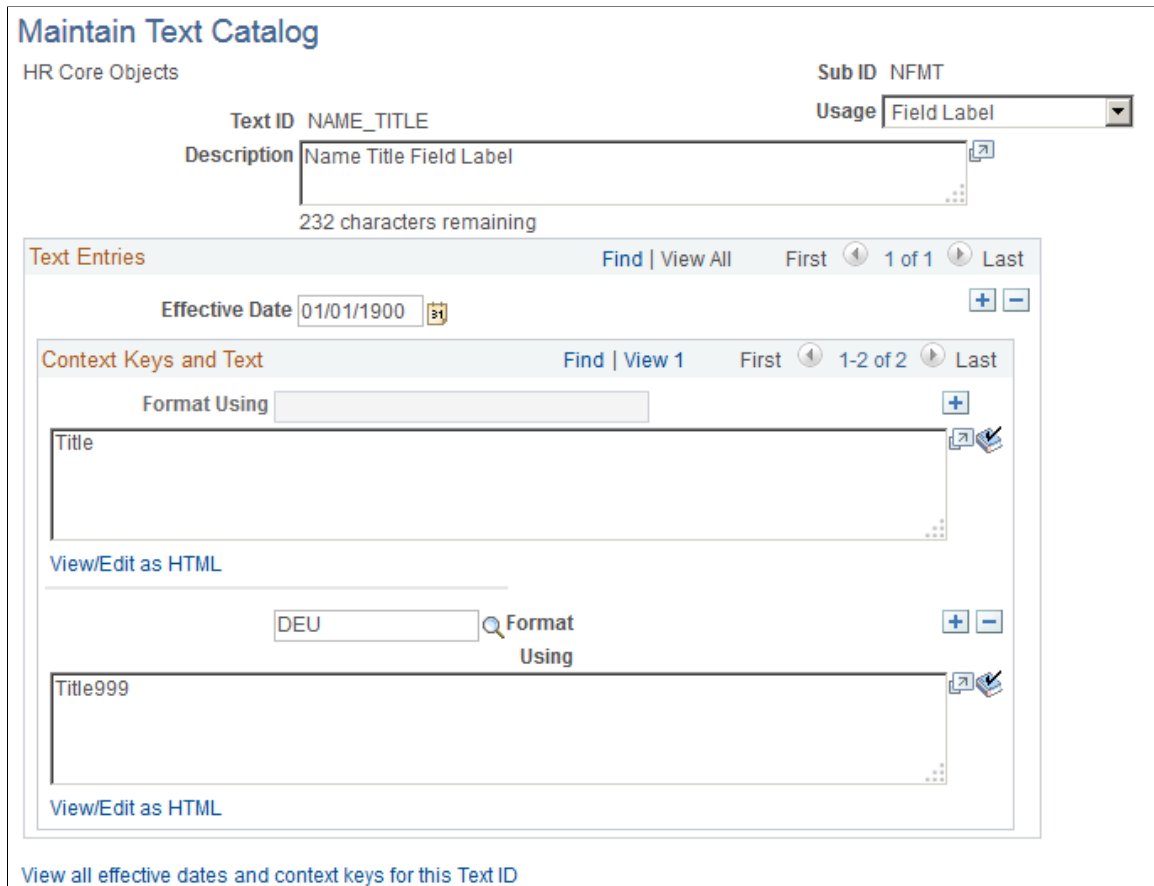 Maintain Text Catalog
HR Core Objects Sub ID NFMT
Text ID NAME_TITLE Usage Field Label
Description Name Title Field Label
232 characters remaining
Text Entries Find | View All First 1 of 1 Last
Effective Date 01/01/1900 31
Context Keys and Text Find | View 1 First 1-2 of 2 Last
Format Using
Title
View/Edit as HTML
DEU Format
Using
Title999
View/Edit as HTML
View all effective dates and context keys for this Text ID